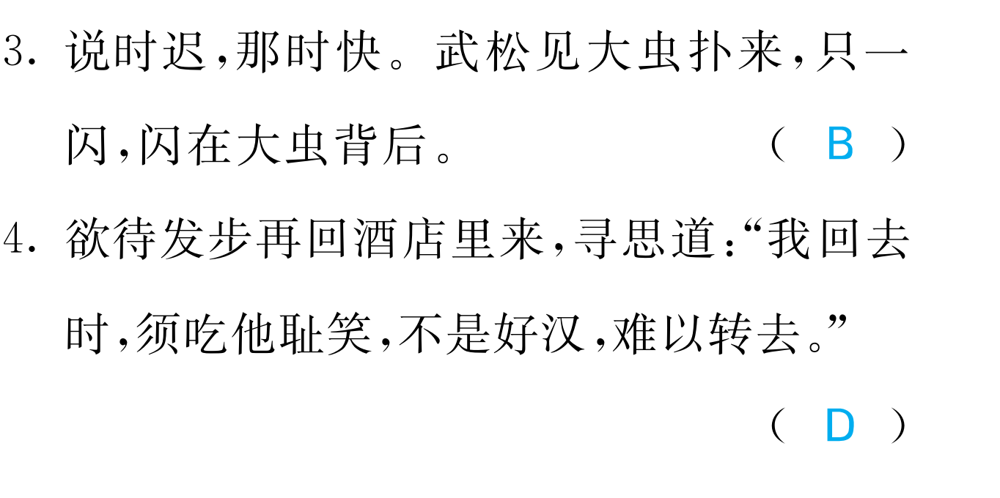 3. 说时迟,那时快。武松见大虫扑来,只一
闪,闪在大虫背后。 ( B )
4. 欲待发步再回酒店里来,寻思道:“我回去
时,须吃他耻笑,不是好汉,难以转去。”
( D )